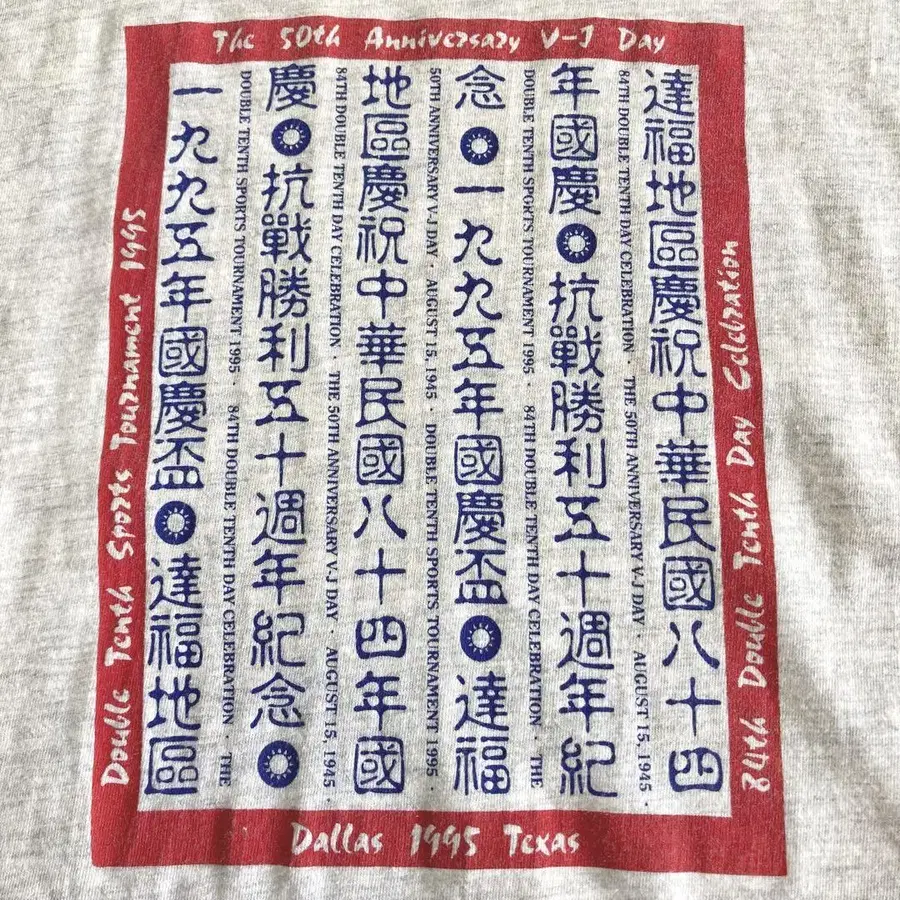 The 50th Anniversary V-J Day
達福地區慶祝中華民國八十四
84TH DOUBLE TENTH DAY CELEBRATION · THE 50TH ANNIVERSARY V-J DAY · AUGUST 15, 1945 ·
年國慶 抗戰勝利五十週年紀
DOUBLE TENTH SPORTS TOURNAMENT 1995 · 84TH DOUBLE TENTH DAY CELEBRATION · THE
念 一九九五年國慶盃 達福
50TH ANNIVERSARY V-J DAY · AUGUST 15, 1945 · DOUBLE TENTH SPORTS TOURNAMENT 1995 ·
地區慶祝中華民國八十四年國
84TH DOUBLE TENTH DAY CELEBRATION · THE 50TH ANNIVERSARY V-J DAY · AUGUST 15, 1945 ·
慶 抗戰勝利五十週年紀念
DOUBLE TENTH SPORTS TOURNAMENT 1995 · 84TH DOUBLE TENTH DAY CELEBRATION · THE
一九九五年國慶盃 達福地區
Double Tenth Sports Tournament 1995
84th Double Tenth Day Celebration
Dallas 1995 Texas